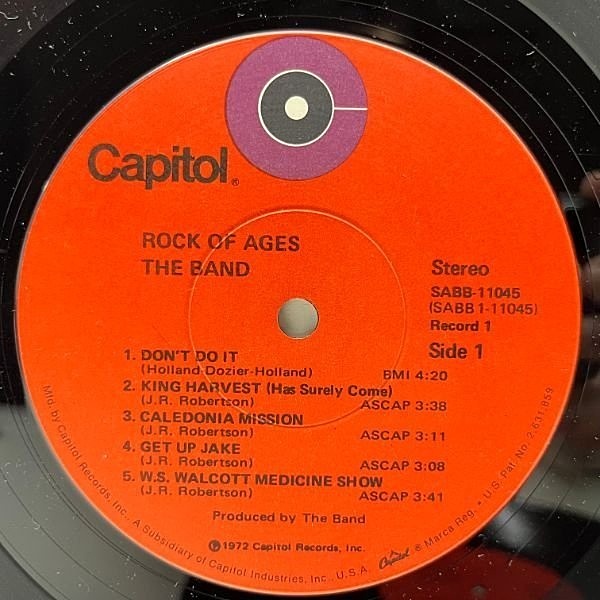 Capitol®
ROCK OF AGES
THE BAND
Stereo
SABB-11045
(SABB 1-11045)
Record 1
Side 1
1. DON'T DO IT
(Holland-Dozier-Holland) BMI 4:20
2. KING HARVEST (Has Surely Come)
(J.R. Robertson) ASCAP 3:38
3. CALEDONIA MISSION
(J.R. Robertson) ASCAP 3:11
4. GET UP JAKE
(J.R. Robertson) ASCAP 3:08
5. W.S. WALCOTT MEDICINE SHOW
(J.R. Robertson) ASCAP 3:41
Produced by The Band
℗1972 Capitol Records, Inc.
Mfd. by Capitol Records, Inc. A Subsidiary of Capitol Industries, Inc., U.S.A. Capitol ® Marca Reg. • U.S. Pat. No. 2,631,859